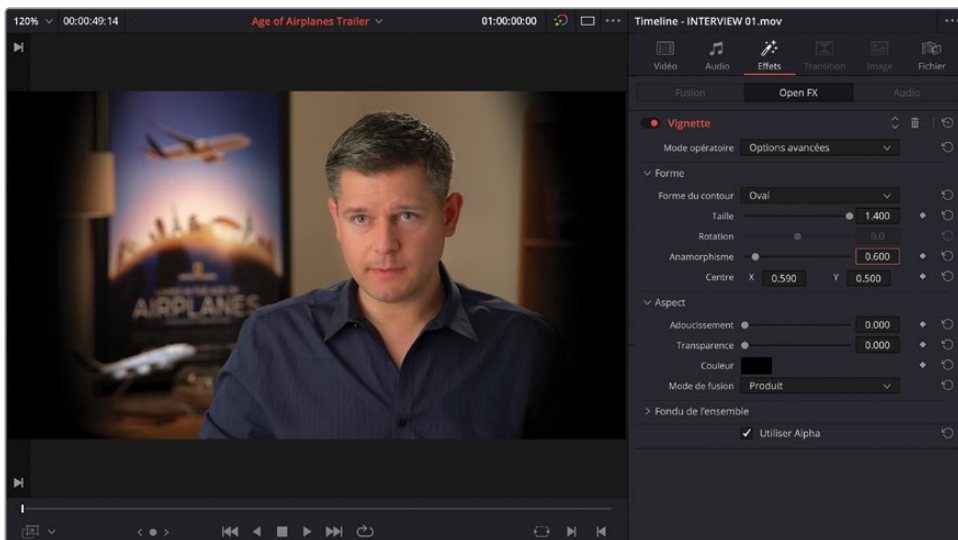 120% 00:00:49:14 Age of Airplanes Trailer 01:00:00:00
Timeline - INTERVIEW 01.mov
Vidéo Audio Effets Transition Image Fichier
Fusion Open FX Audio
Vignette
Mode opératoire Options avancées
Forme
Forme du contour Oval
Taille 1.400
Rotation 0.0
Anamorphisme 0.600
Centre X 0.590 Y 0.500
Aspect
Adoucissement 0.000
Transparence 0.000
Couleur
Mode de fusion Produit
Fondu de l'ensemble
Utiliser Alpha
AIRPLANES